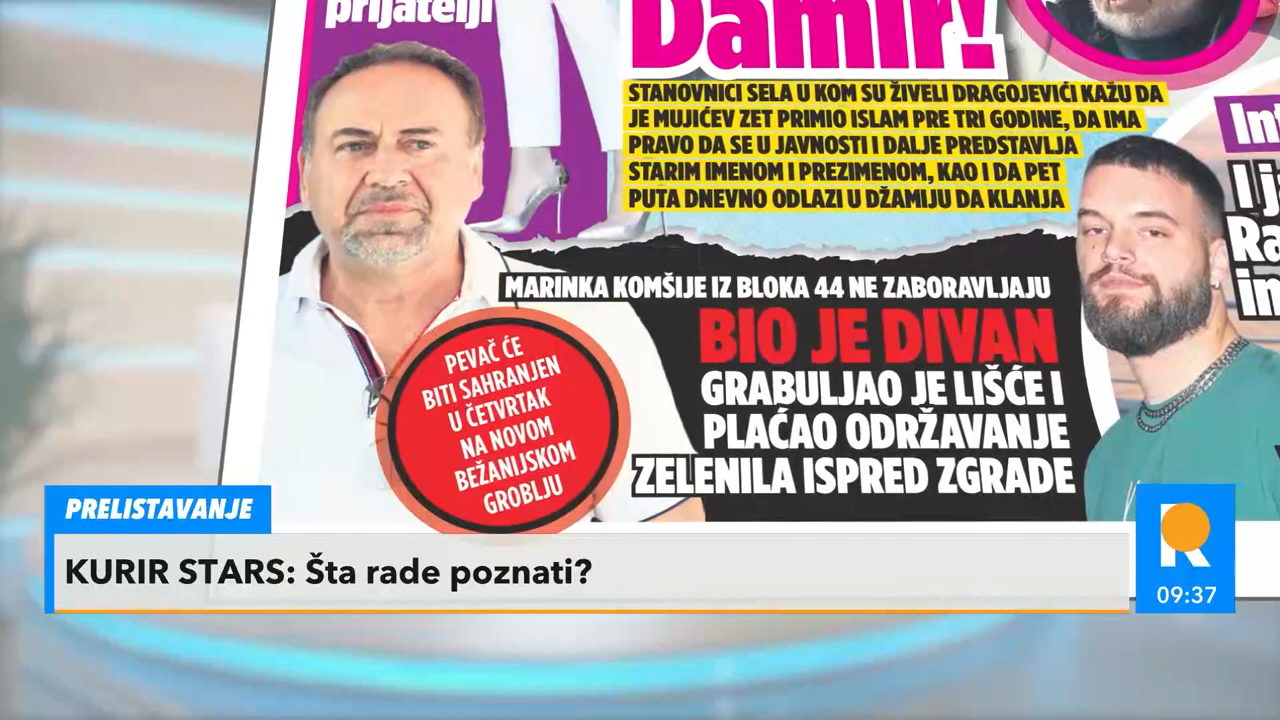 prijatelji
Damir!
STANOVNICI SELA U KOM SU ŽIVELI DRAGOJEVIĆI KAŽU DA
JE MUJIĆEV ZET PRIMIO ISLAM PRE TRI GODINE, DA IMA
PRAVO DA SE U JAVNOSTI I DALJE PREDSTAVLJA
STARIM IMENOM I PREZIMENOM, KAO I DA PET
PUTA DNEVNO ODLAZI U DŽAMIJU DA KLANJA
MARINKA KOMŠIJE IZ BLOKA 44 NE ZABORAVLJAJU
BIO JE DIVAN
GRABULJAO JE LIŠĆE I
PLAĆAO ODRŽAVANJE
ZELENILA ISPRED ZGRADE
PEVAČ ĆE
BITI SAHRANJEN
U ČETVRTAK
NA NOVOM
BEŽANIJSKOM
GROBLJU
PRELISTAVANJE
KURIR STARS: Šta rade poznati?
R
09:37